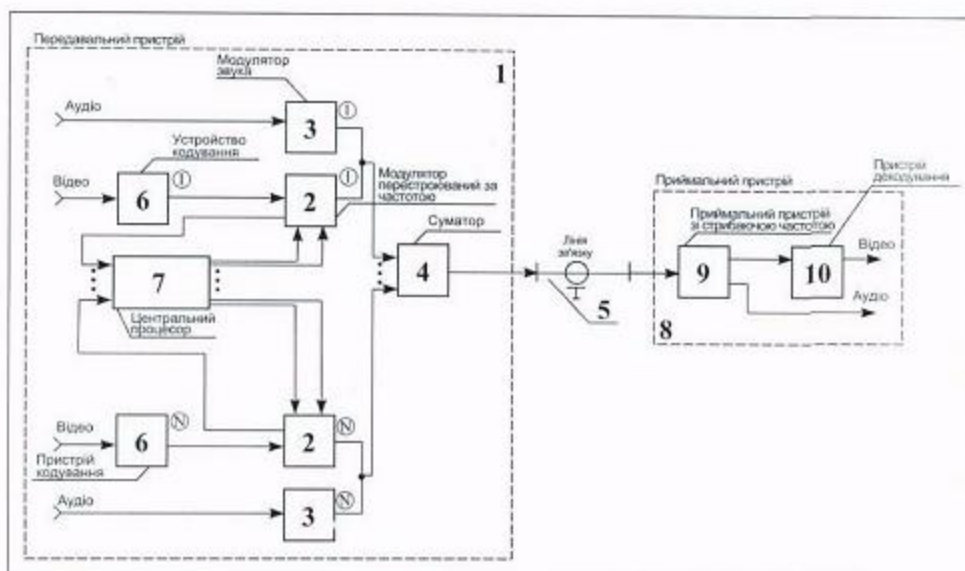 Передавальний пристрій
1
Модулятор
звука
Аудіо
3
I
Устройство
кодування
Відео
6
I
2
I
Модулятор
перестроюваний за
частотою
Суматор
4
7
Центральний
процесор
Лінія
зв'язку
5
Приймальний пристрій
Пристрій
декодування
Приймальний пристрій
зі стрибаючою частотою
9
10
Відео
Аудіо
8
Відео
6
N
Пристрій
кодування
2
N
Аудіо
3
N